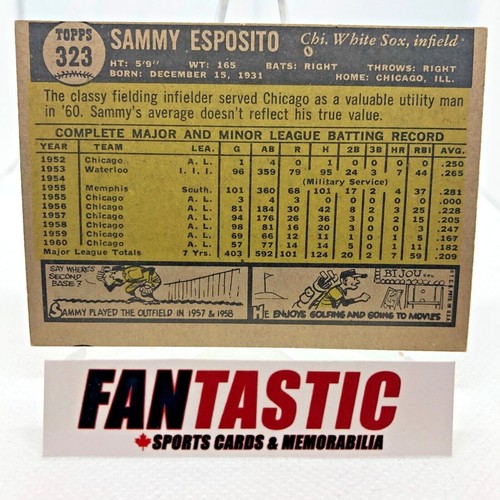 TOPPS
323
SAMMY ESPOSITO Chi. White Sox, infield
HT: 5'9" WT: 165 BATS: RIGHT THROWS: RIGHT
BORN: DECEMBER 15, 1931 HOME: CHICAGO, ILL.
The classy fielding infielder served Chicago as a valuable utility man
in '60. Sammy's average doesn't reflect his true value.
COMPLETE MAJOR AND MINOR LEAGUE BATTING RECORD
YEAR TEAM LEA. G AB R H 2B 3B HR RBI AVG.
1952 Chicago A. L. 1 4 0 1 0 0 0 0 .250
1953 Waterloo I. I. I. 96 359 79 95 24 3 7 44 .265
1954 (Military Service)
1955 Memphis South. 101 360 68 101 17 2 4 37 .281
1955 Chicago A. L. 3 4 3 0 0 0 0 0 .000
1956 Chicago A. L. 81 184 30 42 8 2 3 25 .228
1957 Chicago A. L. 94 176 26 36 3 0 2 15 .205
1958 Chicago A. L. 98 81 16 20 3 0 0 3 .247
1959 Chicago A. L. 69 66 12 11 1 0 1 5 .167
1960 Chicago A. L. 57 77 14 14 5 0 1 11 .182
Major League Totals 7 Yrs. 403 592 101 124 20 2 7 59 .209
SAY WHERE'S
SECOND
BASE?
SAMMY PLAYED THE OUTFIELD IN 1957 & 1958
BIJOU
HE ENJOYS GOLFING AND GOING TO MOVIES
FANTASTIC
SPORTS CARDS & MEMORABILIA